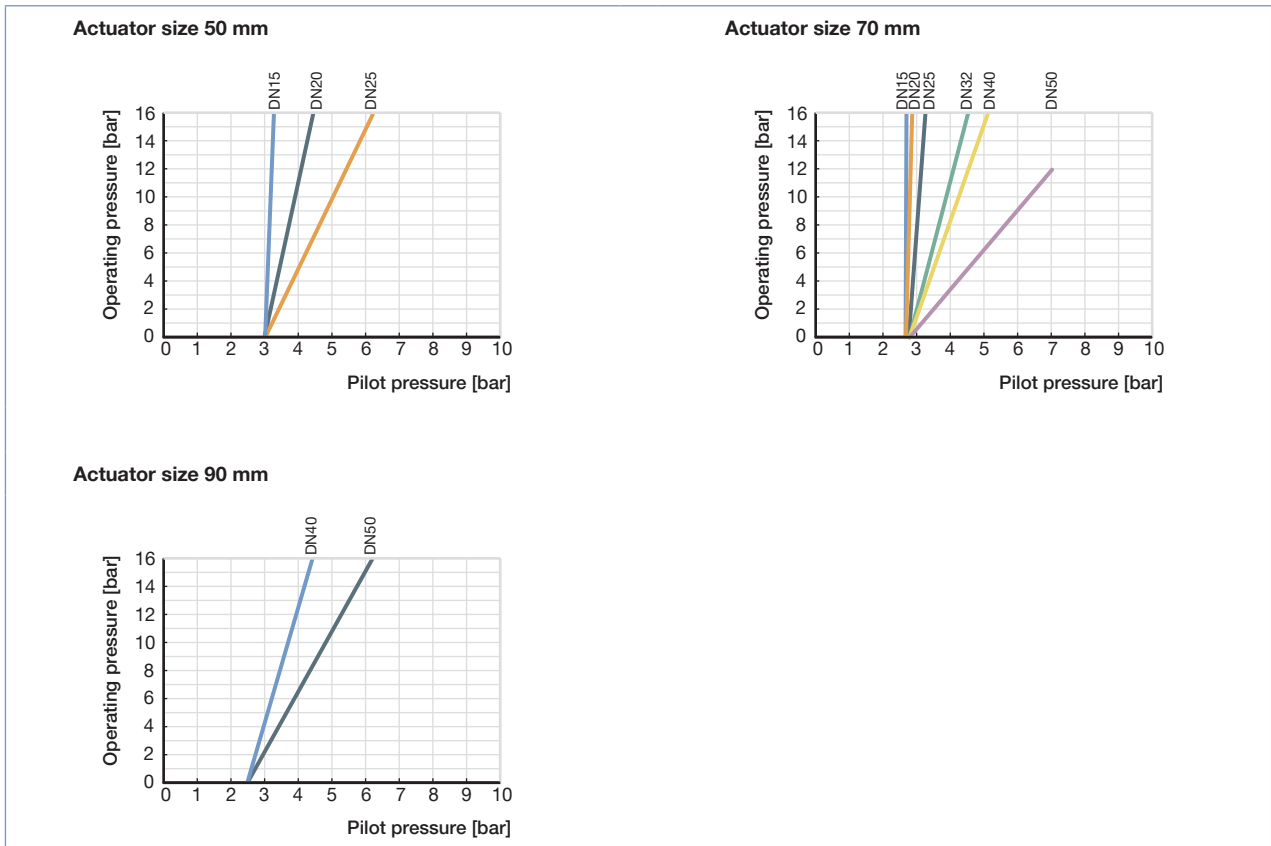 Actuator size 50 mm
DN15 DN20 DN25
Operating pressure [bar]
16
14
12
10
8
6
4
2
0
0 1 2 3 4 5 6 7 8 9 10
Pilot pressure [bar]
Actuator size 70 mm
DN15 DN20 DN25 DN32 DN40 DN50
Operating pressure [bar]
16
14
12
10
8
6
4
2
0
0 1 2 3 4 5 6 7 8 9 10
Pilot pressure [bar]
Actuator size 90 mm
DN40 DN50
Operating pressure [bar]
16
14
12
10
8
6
4
2
0
0 1 2 3 4 5 6 7 8 9 10
Pilot pressure [bar]